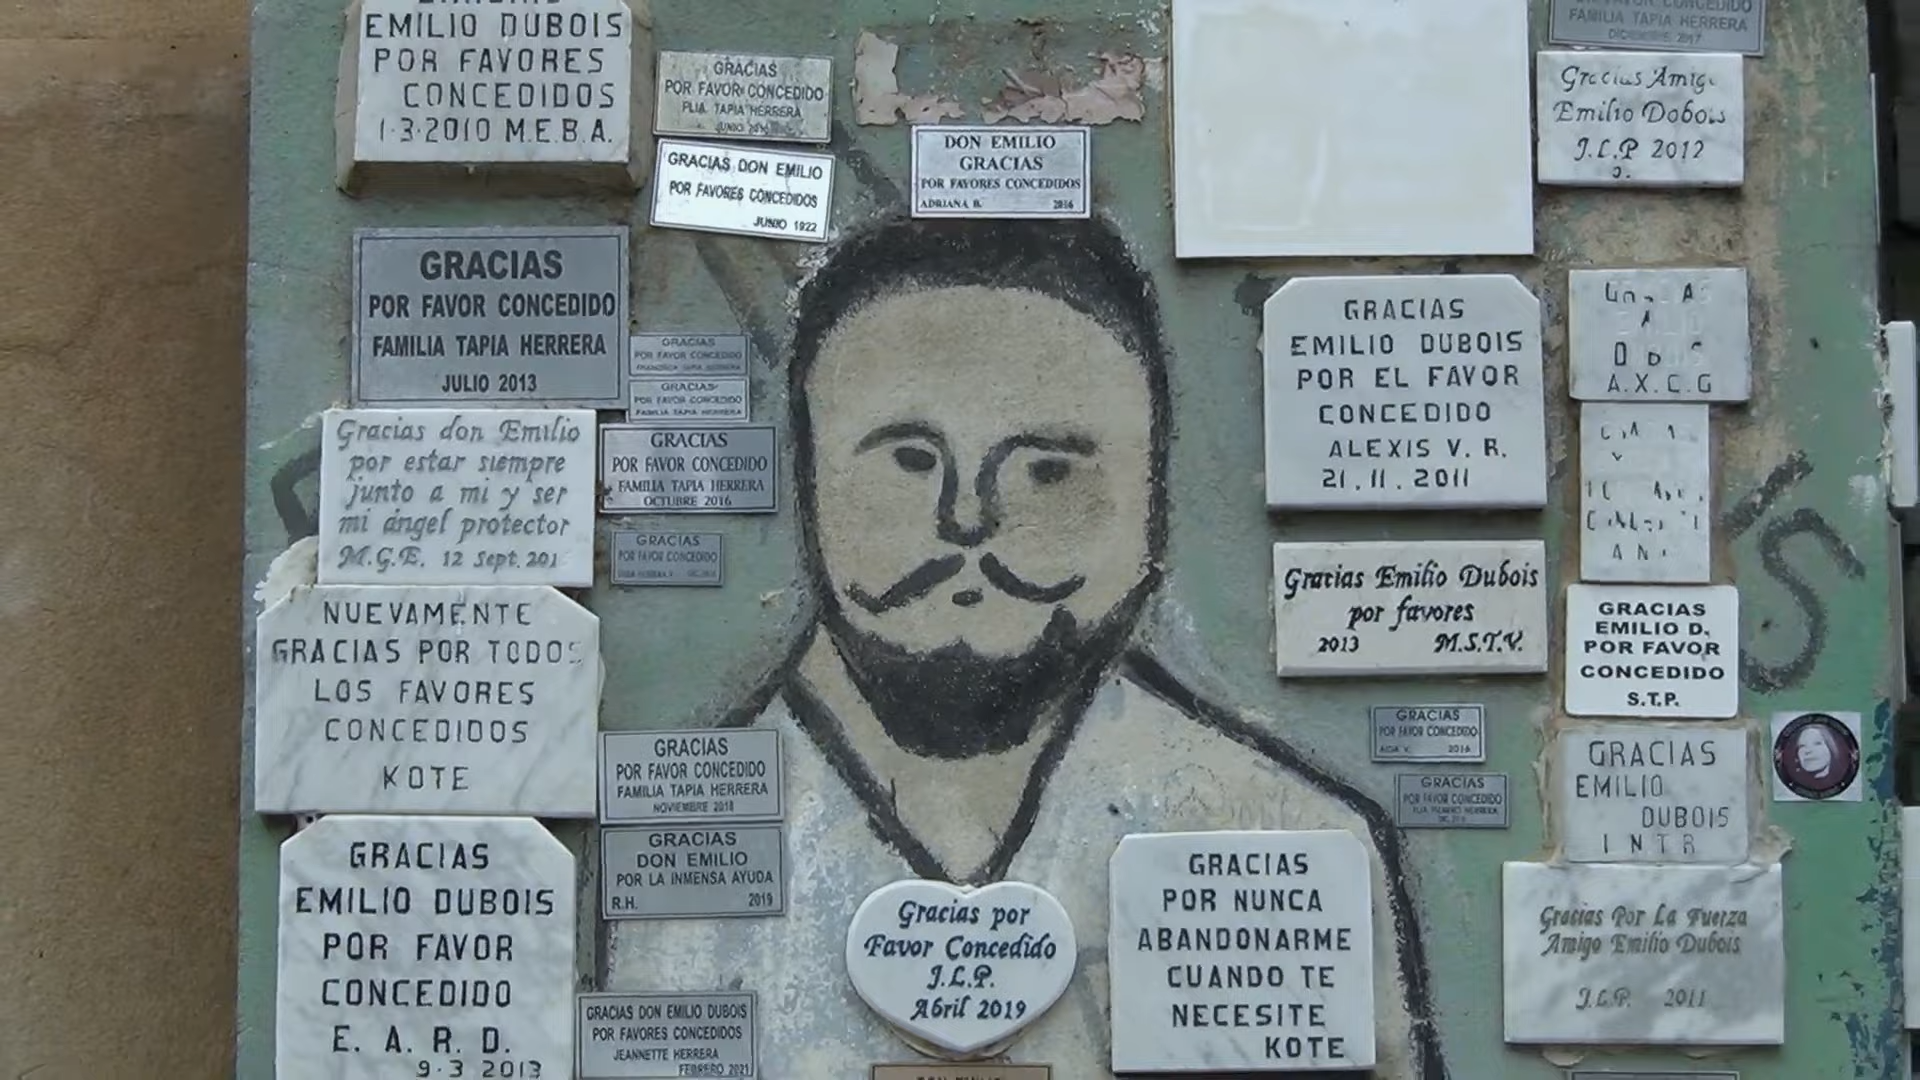 EMILIO DUBOIS
POR FAVORES
CONCEDIDOS
1·3·2010 M.E.B.A.
GRACIAS
POR FAVOR CONCEDIDO
FLIA. TAPIA HERRERA
JUNIO
GRACIAS DON EMILIO
POR FAVORES CONCEDIDOS
JUNIO 1922
DON EMILIO
GRACIAS
POR FAVORES CONCEDIDOS
ADRIANA B. 2016
POR FAVOR CONCEDIDO
FAMILIA TAPIA HERRERA
DICIEMBRE 2017
Gracias Amigo
Emilio Dobois
J.L.P 2012
GRACIAS
POR FAVOR CONCEDIDO
FAMILIA TAPIA HERRERA
JULIO 2013
GRACIAS
POR FAVOR CONCEDIDO
GRACIAS
POR FAVOR CONCEDIDO
FAMILIA TAPIA HERRERA
GRACIAS
POR FAVOR CONCEDIDO
FAMILIA TAPIA HERRERA
OCTUBRE 2016
GRACIAS
POR FAVOR CONCEDIDO
Gracias don Emilio
por estar siempre
junto a mi y ser
mi ángel protector
M.G.E. 12 Sept. 201
NUEVAMENTE
GRACIAS POR TODOS
LOS FAVORES
CONCEDIDOS
KOTE
GRACIAS
EMILIO DUBOIS
POR FAVOR
CONCEDIDO
E. A. R. D.
9·3 2013
GRACIAS
POR FAVOR CONCEDIDO
FAMILIA TAPIA HERRERA
NOVIEMBRE 2018
GRACIAS
DON EMILIO
POR LA INMENSA AYUDA
R.H. 2019
GRACIAS DON EMILIO DUBOIS
POR FAVORES CONCEDIDOS
JEANNETTE HERRERA
FEBRERO 2021
Gracias por
Favor Concedido
J.L.P.
Abril 2019
DON EMILIO
GRACIAS
POR NUNCA
ABANDONARME
CUANDO TE
NECESITE
KOTE
GRACIAS
EMILIO DUBOIS
POR EL FAVOR
CONCEDIDO
ALEXIS V. R.
21.11.2011
Gracias Emilio Dubois
por favores
2013 M.S.T.V.
GRACIAS
POR FAVOR CONCEDIDO
AIDA V. 2016
GRACIAS
POR FAVOR CONCEDIDO
A.X.C.G
GRACIAS
EMILIO D.
POR FAVOR
CONCEDIDO
S.T.P.
GRACIAS
EMILIO
DUBOIS
INTR
Gracias Por La Fuerza
Amigo Emilio Dubois
J.L.P. 2011